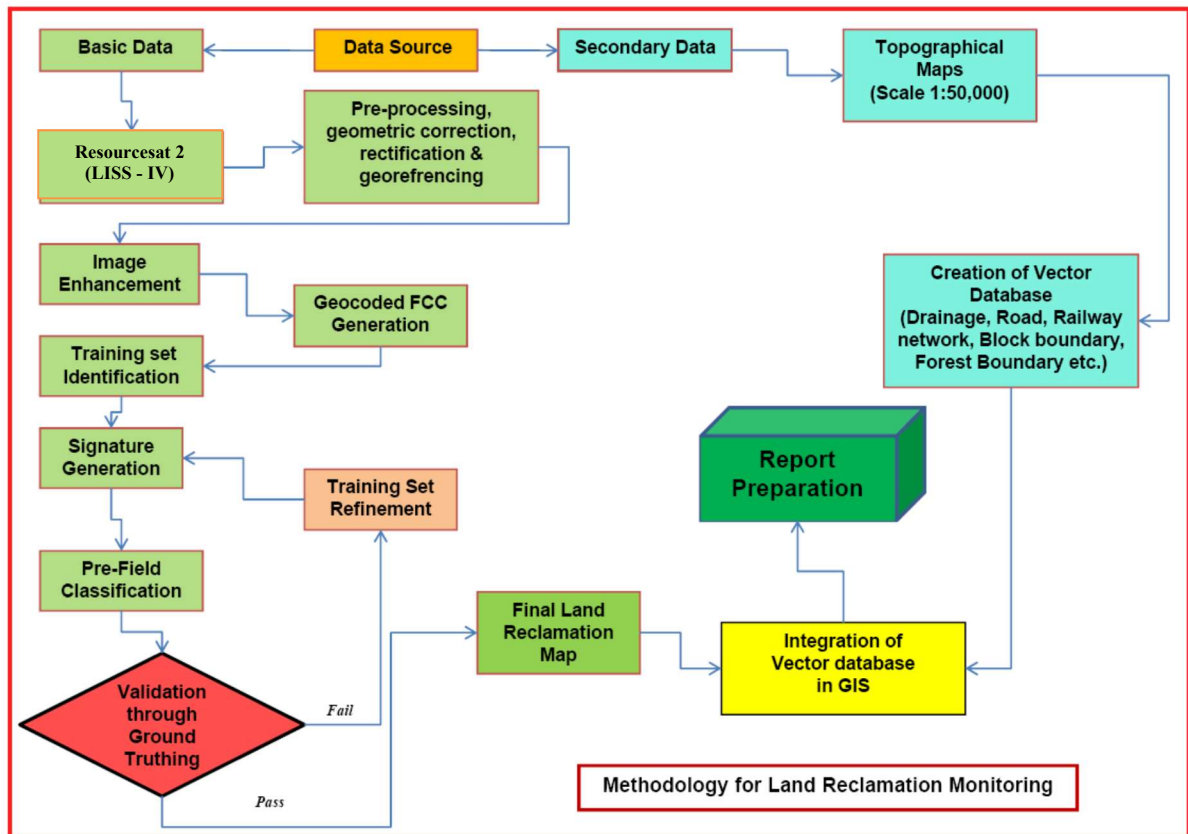 Basic Data
Data Source
Secondary Data
Topographical
Maps
(Scale 1:50,000)
Resourcesat 2
(LISS - IV)
Pre-processing,
geometric correction,
rectification &
georefrencing
Image
Enhancement
Geocoded FCC
Generation
Creation of Vector
Database
(Drainage, Road, Railway
network, Block boundary,
Forest Boundary etc.)
Training set
Identification
Signature
Generation
Training Set
Refinement
Report
Preparation
Pre-Field
Classification
Final Land
Reclamation
Map
Integration of
Vector database
in GIS
Validation
through
Ground
Truthing
Fail
Pass
Methodology for Land Reclamation Monitoring